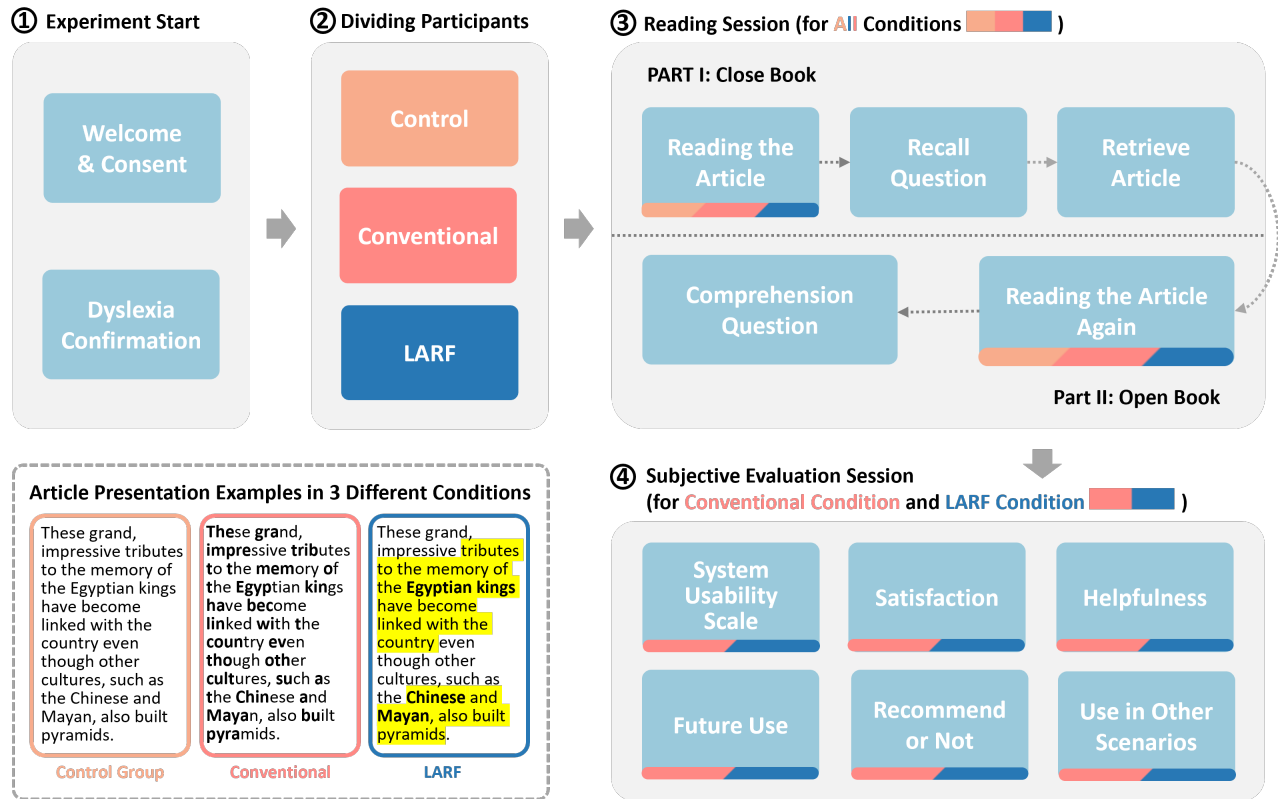 ① Experiment Start
Welcome
& Consent
Dyslexia
Confirmation
② Dividing Participants
Control
Conventional
LARF
③ Reading Session (for All Conditions )
PART I: Close Book
Reading the
Article
Recall
Question
Retrieve
Article
Comprehension
Question
Reading the Article
Again
Part II: Open Book
Article Presentation Examples in 3 Different Conditions
These grand,
impressive tributes
to the memory of
the Egyptian kings
have become
linked with the
country even
though other
cultures, such as
the Chinese and
Mayan, also built
pyramids.
Control Group
These grand,
impressive tributes
to the memory of
the Egyptian kings
have become
linked with the
country even
though other
cultures, such as
the Chinese and
Mayan, also built
pyramids.
Conventional
These grand,
impressive tributes
to the memory of
the Egyptian kings
have become
linked with the
country even
though other
cultures, such as
the Chinese and
Mayan, also built
pyramids.
LARF
④ Subjective Evaluation Session
(for Conventional Condition and LARF Condition )
System
Usability
Scale
Satisfaction
Helpfulness
Future Use
Recommend
or Not
Use in Other
Scenarios